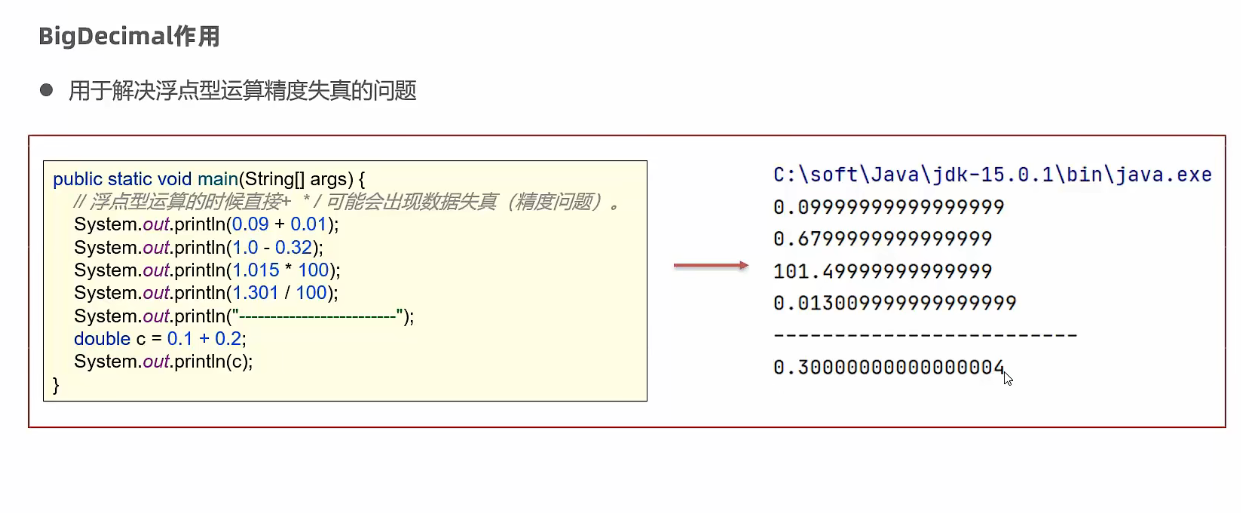 BigDecimal作用
● 用于解决浮点型运算精度失真的问题
public static void main(String[] args) {
// 浮点型运算的时候直接+ * / 可能会出现数据失真（精度问题）。
System.out.println(0.09 + 0.01);
System.out.println(1.0 - 0.32);
System.out.println(1.015 * 100);
System.out.println(1.301 / 100);
System.out.println("-------------------------");
double c = 0.1 + 0.2;
System.out.println(c);
}
C:\soft\Java\jdk-15.0.1\bin\java.exe
0.09999999999999999
0.6799999999999999
101.49999999999999
0.013009999999999999
-------------------------
0.30000000000000004